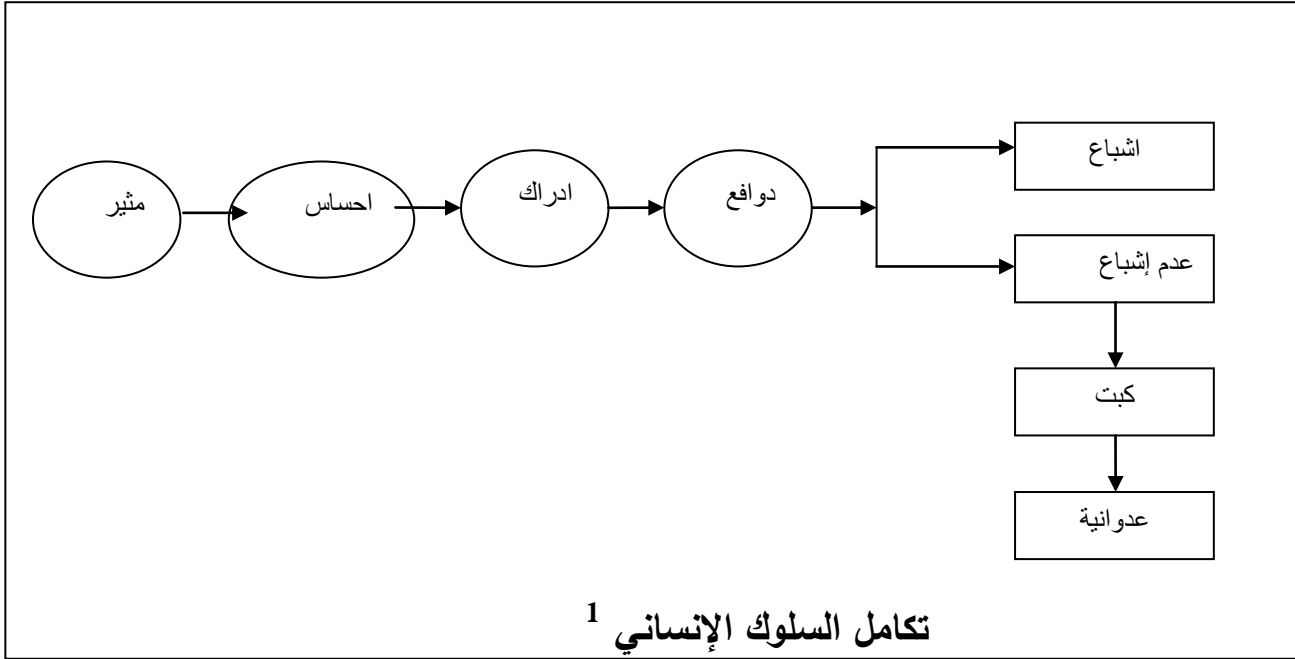 مثير
احساس
ادراك
دوافع
اشباع
عدم إشباع
كبت
عدوانية
تكامل السلوك الإنساني 1